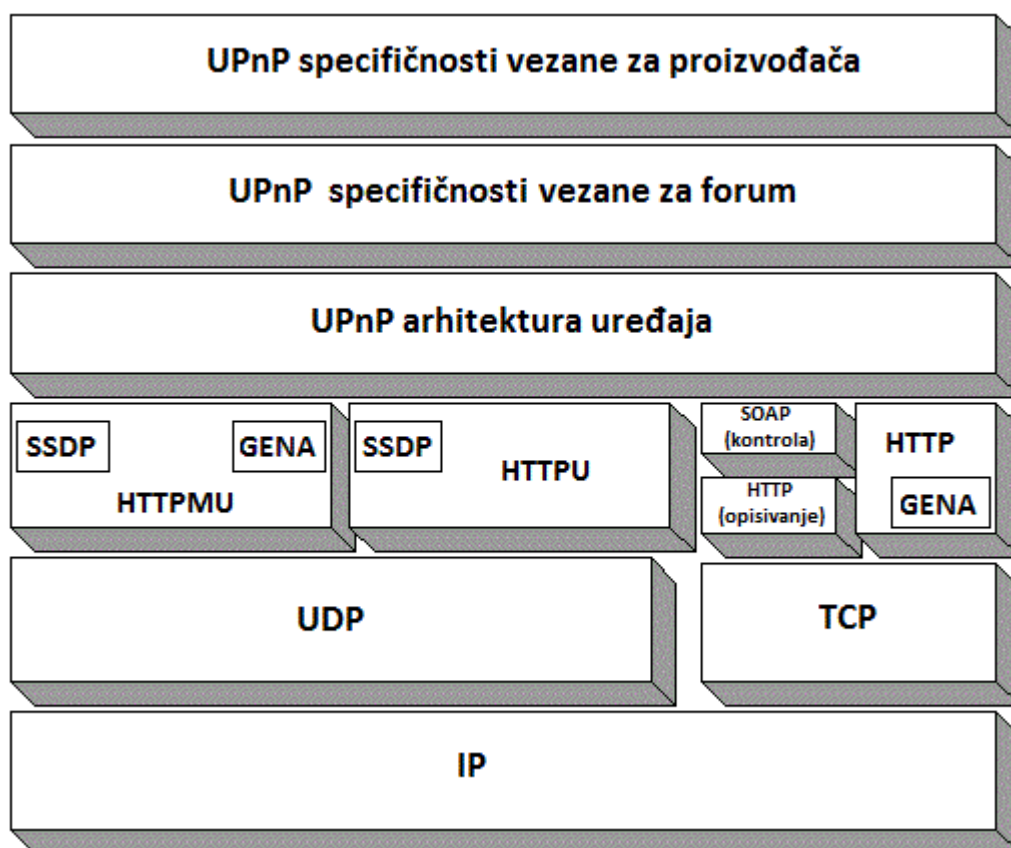 UPnP specifičnosti vezane za proizvođača
UPnP specifičnosti vezane za forum
UPnP arhitektura uređaja
SSDP
GENA
HTTPMU
SSDP
HTTPU
SOAP
(kontrola)
HTTP
(opisivanje)
HTTP
GENA
UDP
TCP
IP